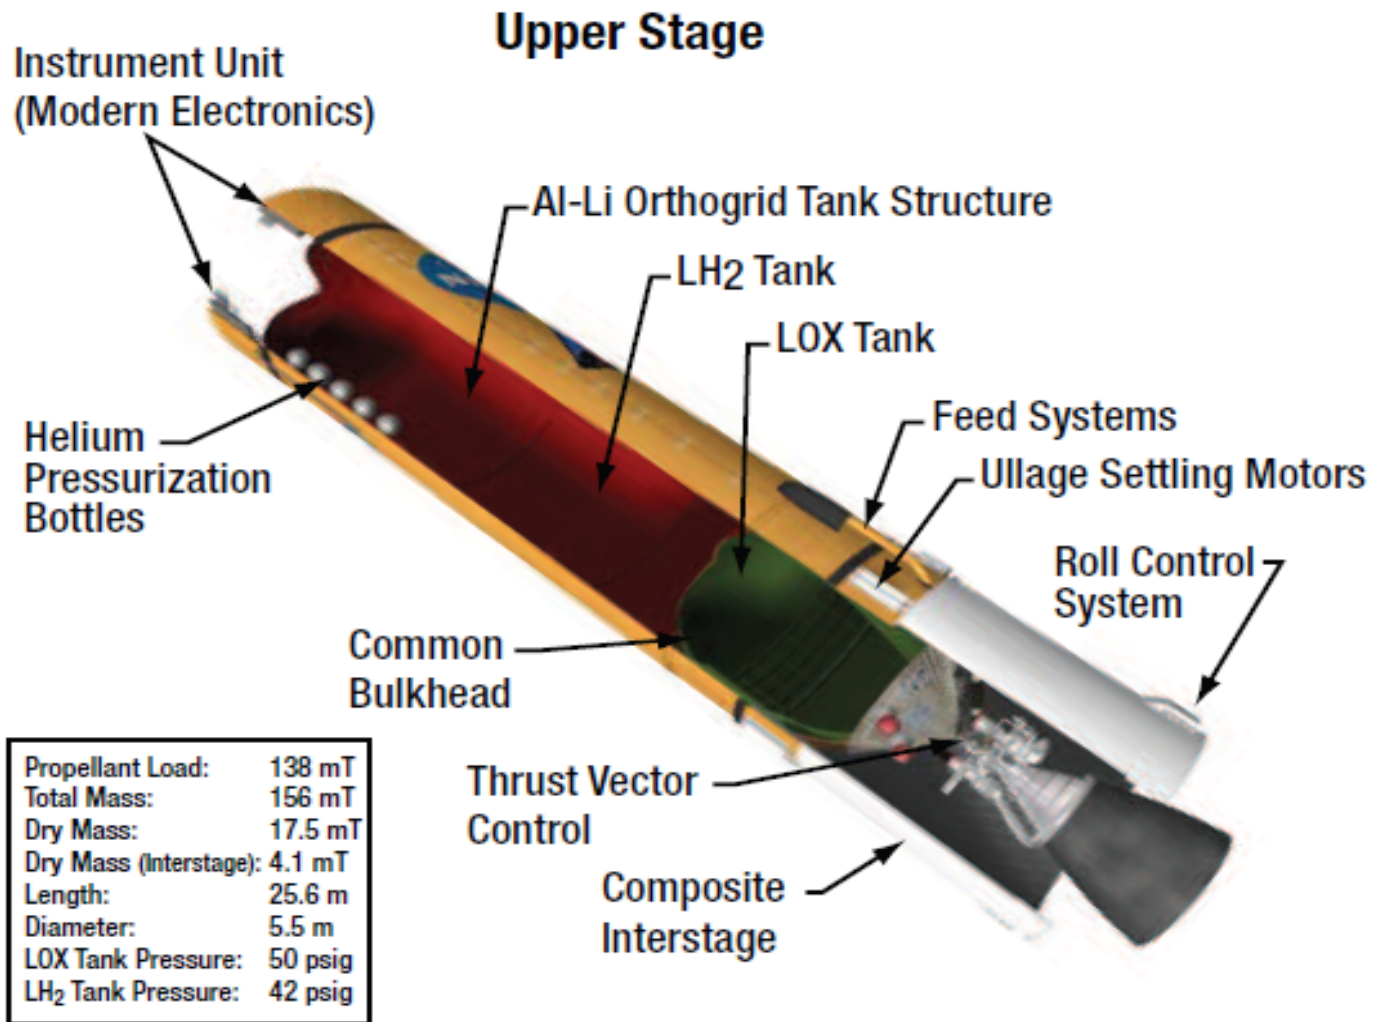 Upper Stage
Instrument Unit
(Modern Electronics)
Al-Li Orthogrid Tank Structure
LH2 Tank
LOX Tank
Feed Systems
Ullage Settling Motors
Roll Control
System
Helium
Pressurization
Bottles
Common
Bulkhead
Thrust Vector
Control
Composite
Interstage
Propellant Load: 138 mT
Total Mass: 156 mT
Dry Mass: 17.5 mT
Dry Mass (Interstage): 4.1 mT
Length: 25.6 m
Diameter: 5.5 m
LOX Tank Pressure: 50 psig
LH2 Tank Pressure: 42 psig